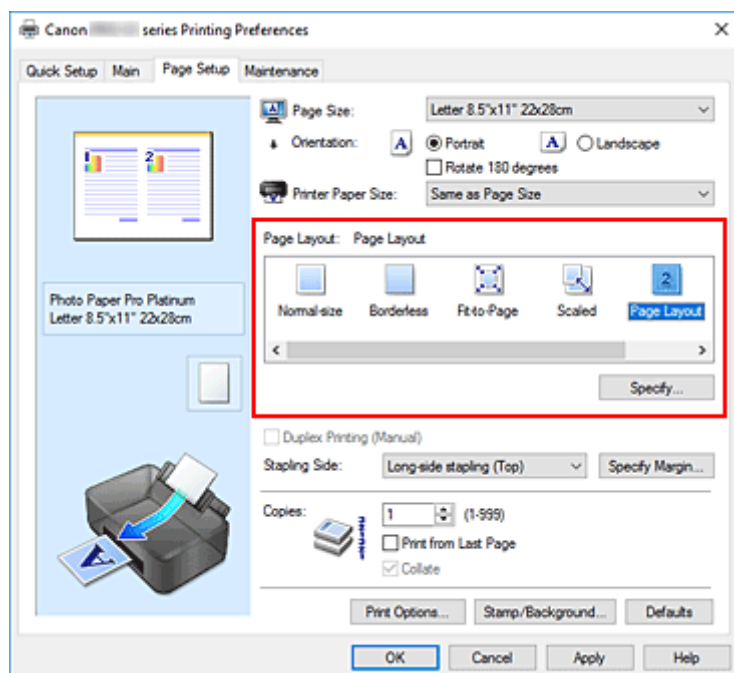 Canon series Printing Preferences
Quick Setup Main Page Setup Maintenance
1 2
Photo Paper Pro Platinum
Letter 8.5"x11" 22x28cm
Page Size: Letter 8.5"x11" 22x28cm
Orientation: A Portrait A Landscape
Rotate 180 degrees
Printer Paper Size: Same as Page Size
Page Layout: Page Layout
2
Normal-size Borderless Fit-to-Page Scaled Page Layout
Specify...
Duplex Printing (Manual)
Stapling Side: Long-side stapling (Top) Specify Margin...
Copies: 1 (1-999)
Print from Last Page
Collate
A
Print Options... Stamp/Background... Defaults
OK Cancel Apply Help